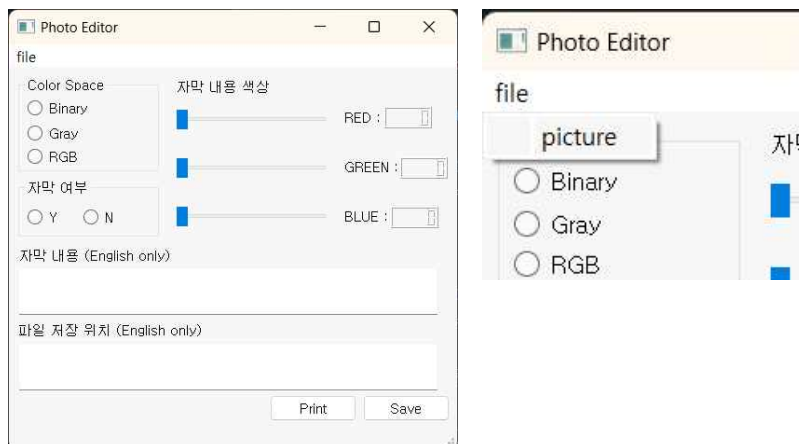 Photo Editor
file
Color Space
Binary
Gray
RGB
자막 여부
Y N
자막 내용 색상
RED :
GREEN :
BLUE :
자막 내용 (English only)
파일 저장 위치 (English only)
Print Save
Photo Editor
file
picture
Binary
Gray
RGB